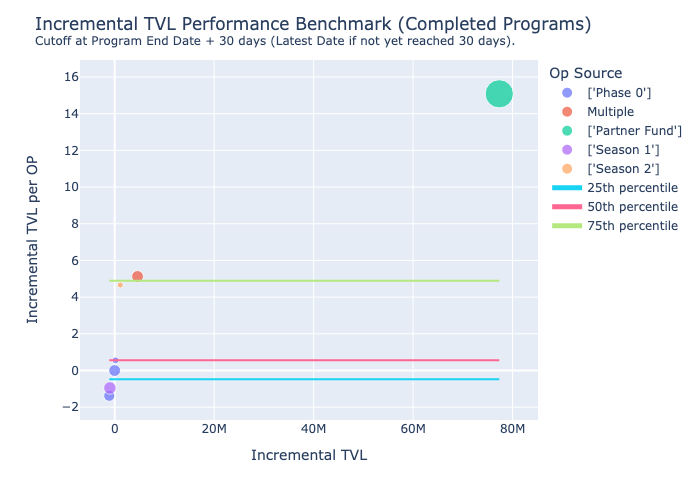 Incremental TVL Performance Benchmark (Completed Programs)
Cutoff at Program End Date + 30 days (Latest Date if not yet reached 30 days).
Incremental TVL per OP
16
14
12
10
8
6
4
2
0
−2
0
20M
40M
60M
80M
Incremental TVL
Op Source
['Phase 0']
Multiple
['Partner Fund']
['Season 1']
['Season 2']
25th percentile
50th percentile
75th percentile